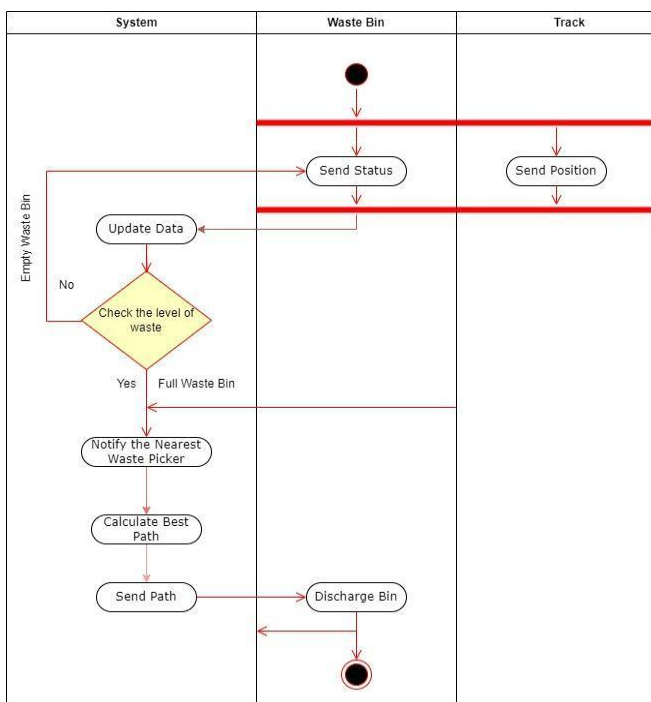 System
Waste Bin
Track
Send Status
Send Position
Update Data
Empty Waste Bin
No
Check the level of
waste
Yes
Full Waste Bin
Notify the Nearest
Waste Picker
Calculate Best
Path
Send Path
Discharge Bin